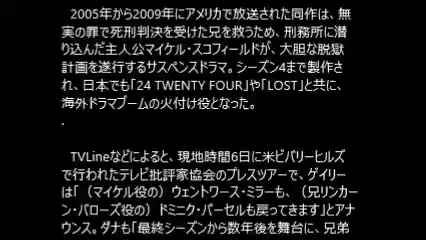 2005年から2009年にアメリカで放送された同作は、無
実の罪で死刑判決を受けた兄を救うため、刑務所に潜
り込んだ主人公マイケル・スコフィールドが、大胆な脱獄
計画を遂行するサスペンスドラマ。シーズン4まで製作さ
れ、日本でも「24 TWENTY FOUR」や「LOST」と共に、
海外ドラマブームの火付け役となった。
.
TVLineなどによると、現地時間6日に米ビバリーヒルズ
で行われたテレビ批評家協会のプレスツアーで、ゲイリー
は「（マイケル役の）ウェントワース・ミラーも、（兄リンカー
ン・バローズ役の）ドミニク・パーセルも戻ってきます」とアナ
ウンス。ダナも「最終シーズンから数年後を舞台に、兄弟